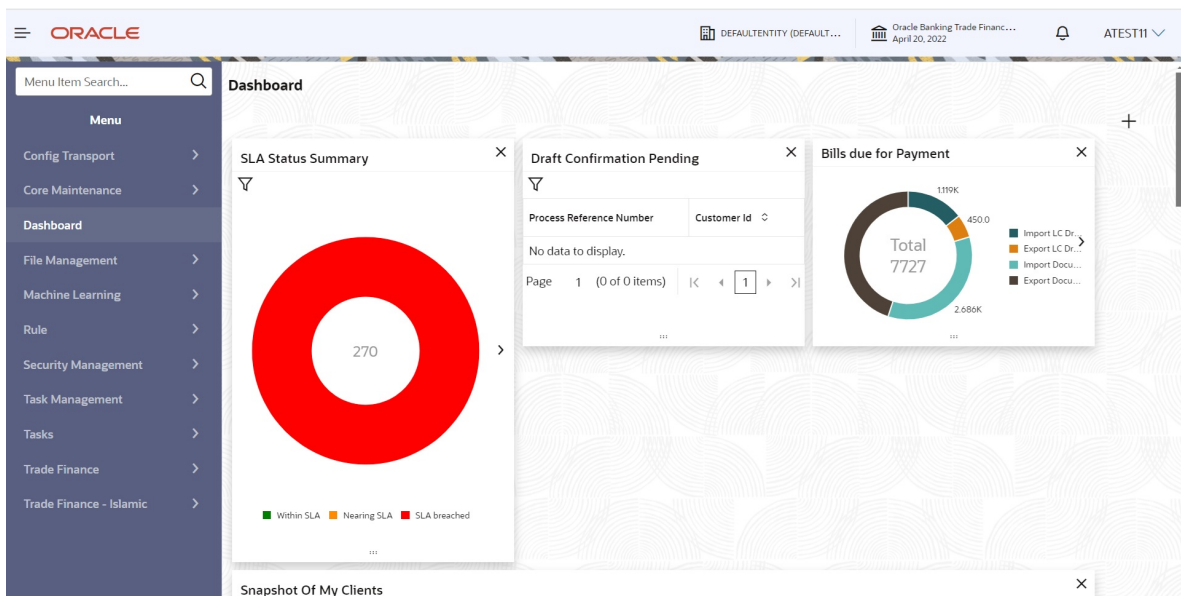 ORACLE
DEFAULTENTITY (DEFAULT...
Oracle Banking Trade Financ...
April 20, 2022
ATEST11
Menu Item Search...
Menu
Config Transport
Core Maintenance
Dashboard
File Management
Machine Learning
Rule
Security Management
Task Management
Tasks
Trade Finance
Trade Finance - Islamic
Dashboard
SLA Status Summary
270
Within SLA Nearing SLA SLA breached
Draft Confirmation Pending
Process Reference Number Customer Id
No data to display.
Page 1 (0 of 0 items) 1
Bills due for Payment
1.119K
450.0
Total
7727
2.686K
Import LC Dr...
Export LC Dr...
Import Docu...
Export Docu...
Snapshot Of My Clients